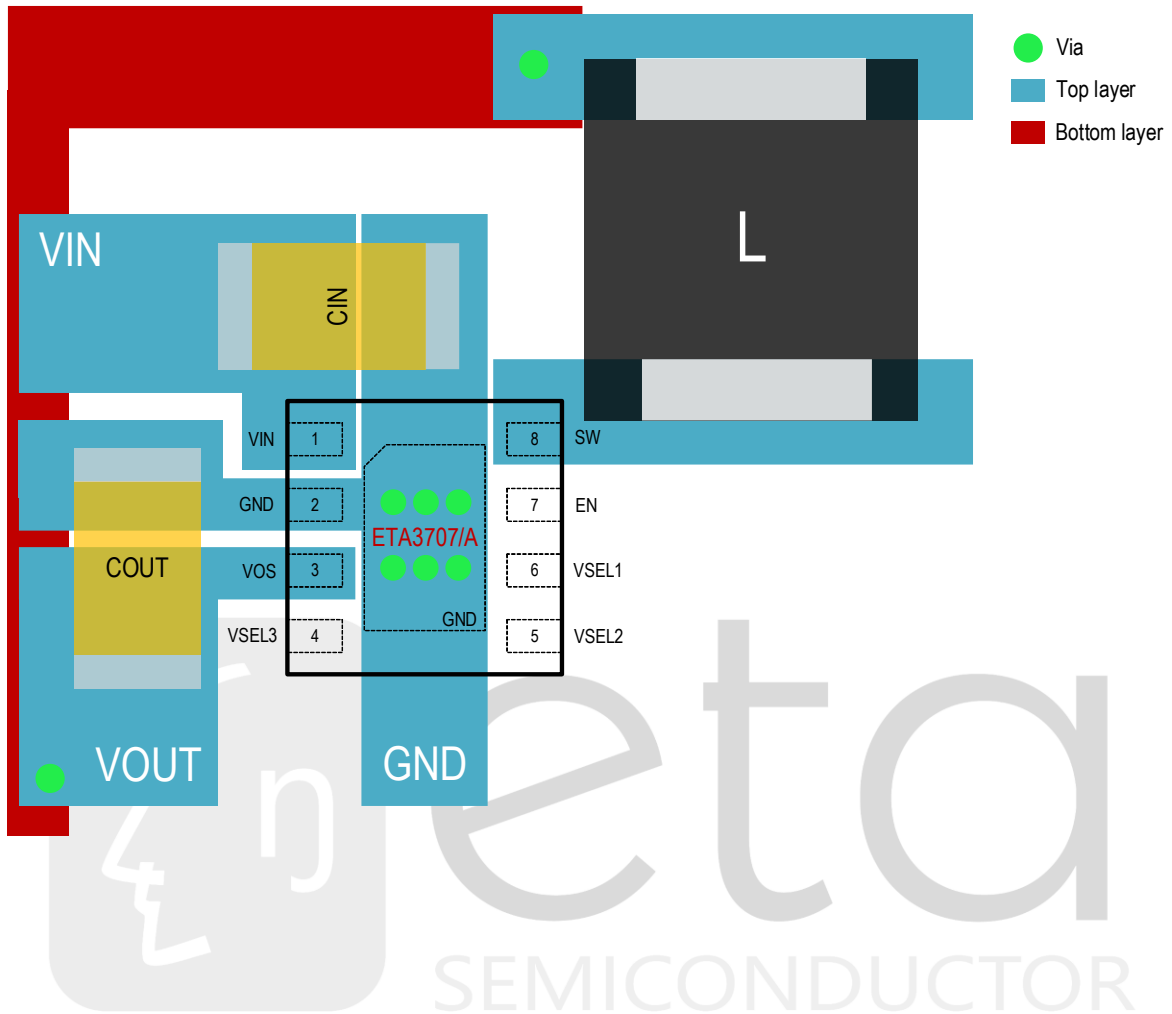 Via
Top layer
Bottom layer
VIN
CIN
L
VIN 1
8 SW
GND 2
7 EN
ETA3707/A
COUT
VOS 3
6 VSEL1
GND
VSEL3 4
5 VSEL2
VOUT
GND
ŋ eta
SEMICONDUCTOR